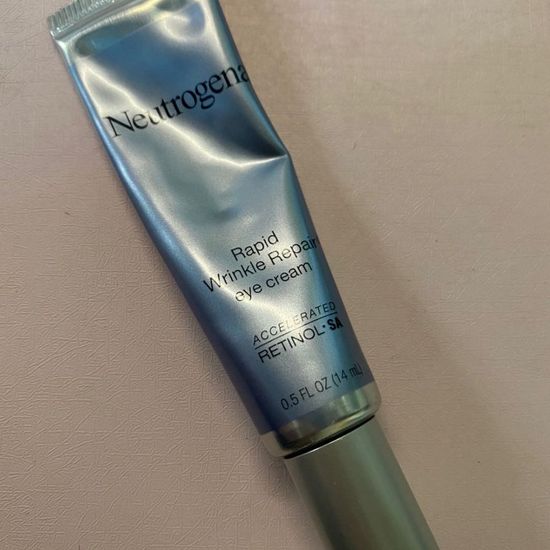 Neutrogena
Rapid
Wrinkle Repair
eye cream
ACCELERATED
RETINOL·SA
0.5 FL OZ (14 mL)